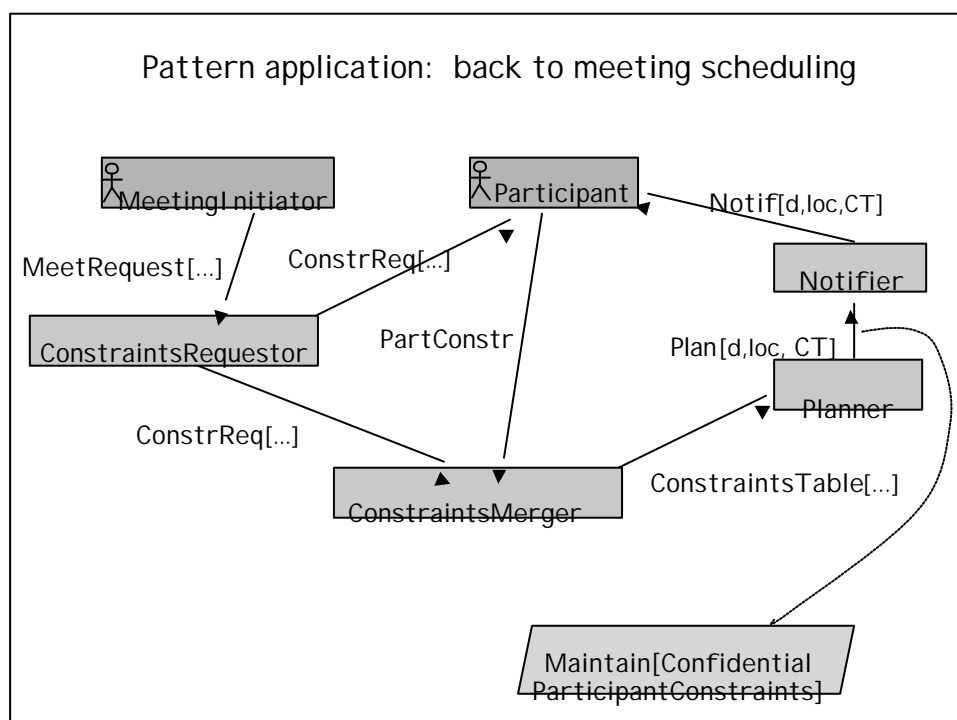 Pattern application: back to meeting scheduling
MeetingInitiator
Participant
Notif[d,loc,CT]
MeetRequest[...]
ConstrReq[...]
Notifier
ConstraintsRequestor
PartConstr
Plan[d,loc, CT]
Planner
ConstrReq[...]
ConstraintsTable[...]
ConstraintsMerger
Maintain[Confidential
ParticipantConstraints]